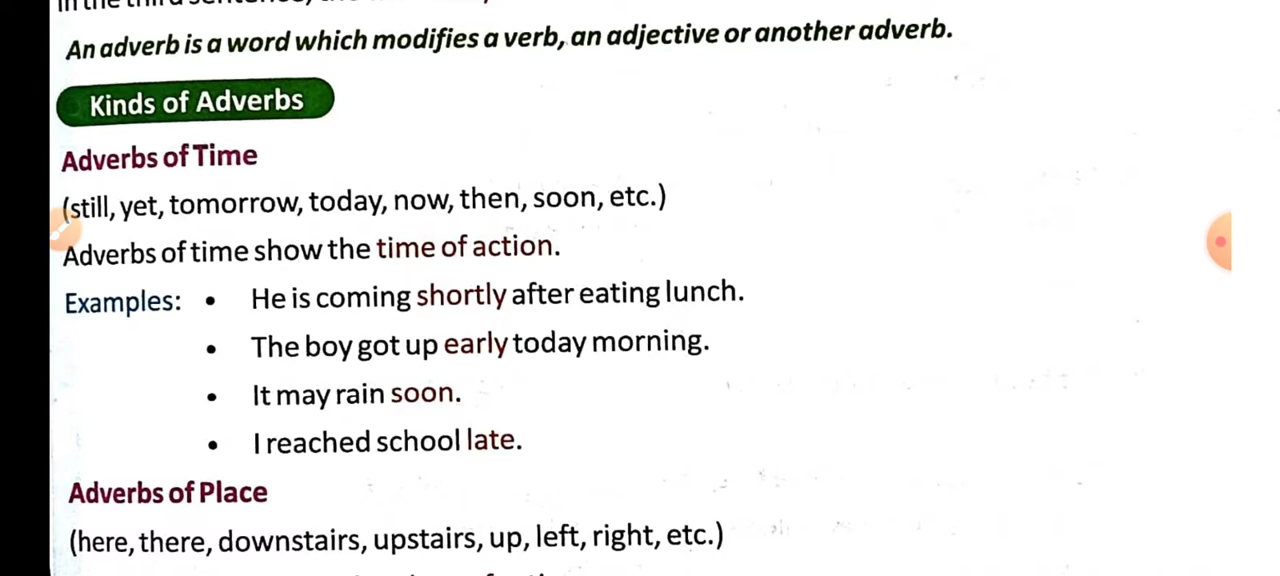 An adverb is a word which modifies a verb, an adjective or another adverb.
Kinds of Adverbs
Adverbs of Time
(still, yet, tomorrow, today, now, then, soon, etc.)
Adverbs of time show the time of action.
Examples: • He is coming shortly after eating lunch.
• The boy got up early today morning.
• It may rain soon.
• I reached school late.
Adverbs of Place
(here, there, downstairs, upstairs, up, left, right, etc.)